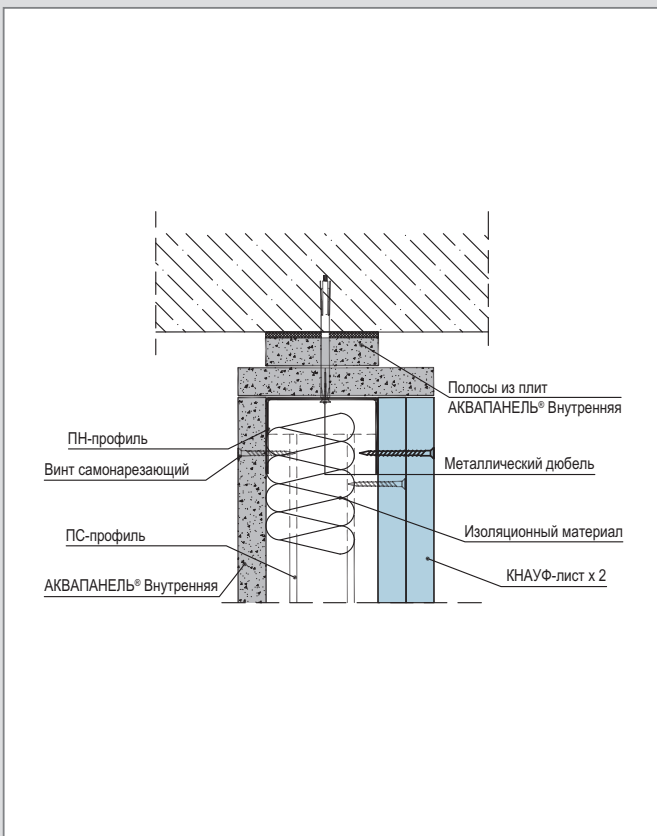 Полосы из плит
АКВАПАНЕЛЬ® Внутренняя
ПН-профиль
Винт самонарезающий
Металлический дюбель
ПС-профиль
Изоляционный материал
АКВАПАНЕЛЬ® Внутренняя
КНАУФ-лист х 2